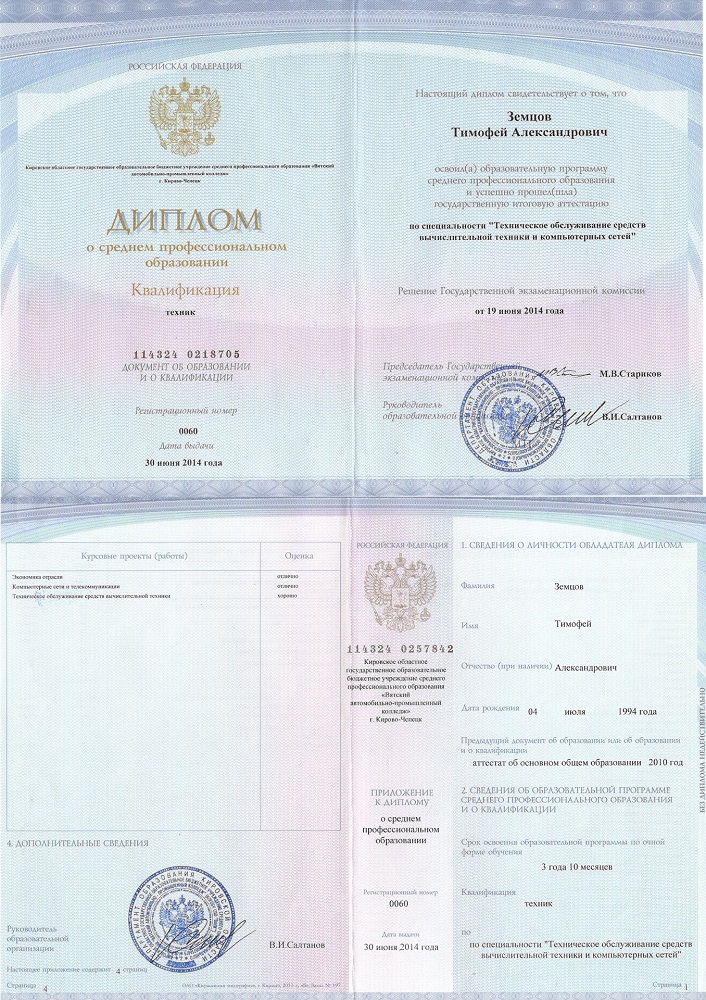 РОССИЙСКАЯ ФЕДЕРАЦИЯ
Кировское областное государственное образовательное бюджетное учреждение среднего профессионального образования «Вятский
автомобильно-промышленный колледж»
г. Кирово-Чепецк
ДИПЛОМ
о среднем профессиональном
образовании
Квалификация
техник
114324 0218705
ДОКУМЕНТ ОБ ОБРАЗОВАНИИ
И О КВАЛИФИКАЦИИ
Регистрационный номер
0060
Дата выдачи
30 июня 2014 года
Настоящий диплом свидетельствует о том, что
Земцов
Тимофей Александрович
освоил(а) образовательную программу
среднего профессионального образования
и успешно прошел(шла)
государственную итоговую аттестацию
по специальности "Техническое обслуживание средств
вычислительной техники и компьютерных сетей"
Решение Государственной экзаменационной комиссии
от 19 июня 2014 года
Председатель Государственной
экзаменационной М.В.Стариков
Руководитель
образовательной В.И.Салтанов
Курсовые проекты (работы) Оценка
Экономика отрасли отлично
Компьютерные сети и телекоммуникации отлично
Техническое обслуживание средств вычислительной техники хорошо
4. ДОПОЛНИТЕЛЬНЫЕ СВЕДЕНИЯ
Руководитель
образовательной
организации В.И.Салтанов
Настоящее приложение содержит 4 страниц
Страница 4
РОССИЙСКАЯ ФЕДЕРАЦИЯ
114324 0257842
Кировское областное
государственное образовательное
бюджетное учреждение среднего
профессионального образования
«Вятский
автомобильно-промышленный
колледж»
г. Кирово-Чепецк
ПРИЛОЖЕНИЕ
К ДИПЛОМУ
о среднем
профессиональном
образовании
Регистрационный номер
0060
Дата выдачи
30 июня 2014 года
1. СВЕДЕНИЯ О ЛИЧНОСТИ ОБЛАДАТЕЛЯ ДИПЛОМА
Фамилия Земцов
Имя Тимофей
Отчество (при наличии) Александрович
Дата рождения 04 июля 1994 года
Предыдущий документ об образовании или об образовании
и о квалификации
аттестат об основном общем образовании 2010 год
2. СВЕДЕНИЯ ОБ ОБРАЗОВАТЕЛЬНОЙ ПРОГРАММЕ
СРЕДНЕГО ПРОФЕССИОНАЛЬНОГО ОБРАЗОВАНИЯ
И О КВАЛИФИКАЦИИ
Срок освоения образовательной программы по очной
форме обучения
3 года 10 месяцев
Квалификация
техник
по
по специальности "Техническое обслуживание средств
вычислительной техники и компьютерных сетей"
Страница 1
БЕЗ ДИПЛОМА НЕДЕЙСТВИТЕЛЬНО